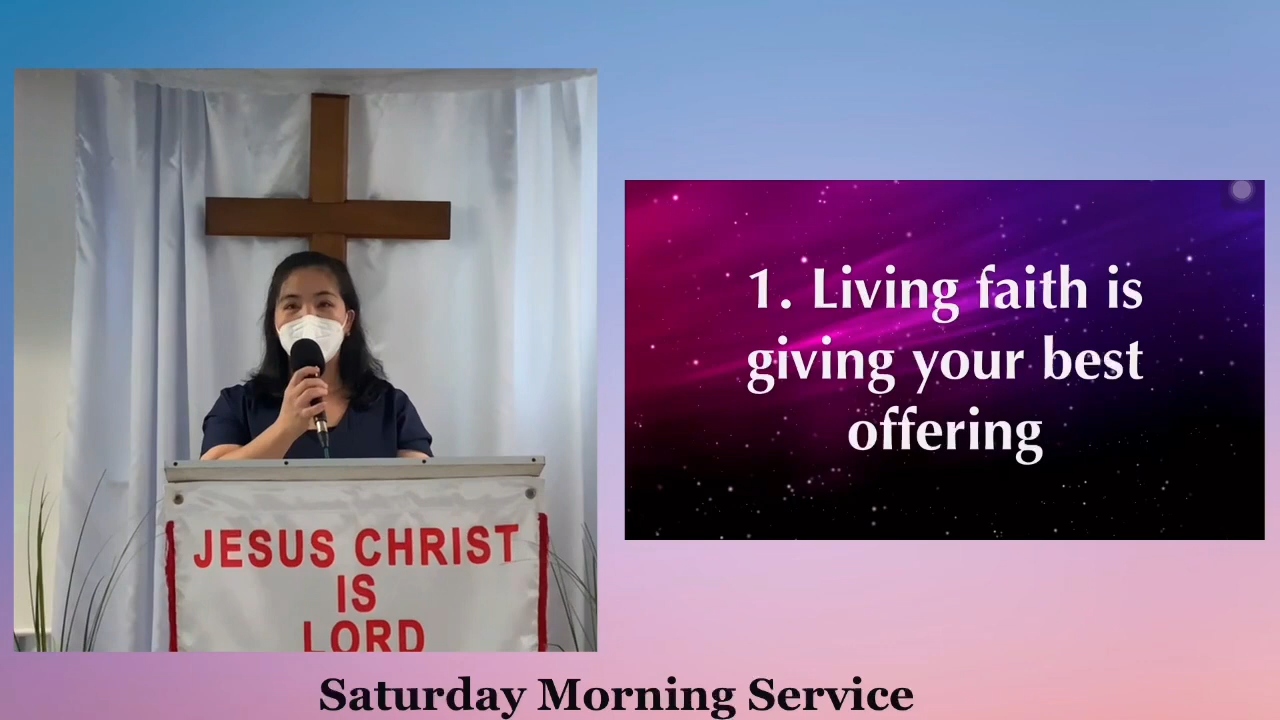 JESUS CHRIST
IS
LORD
1. Living faith is
giving your best
offering
Saturday Morning Service